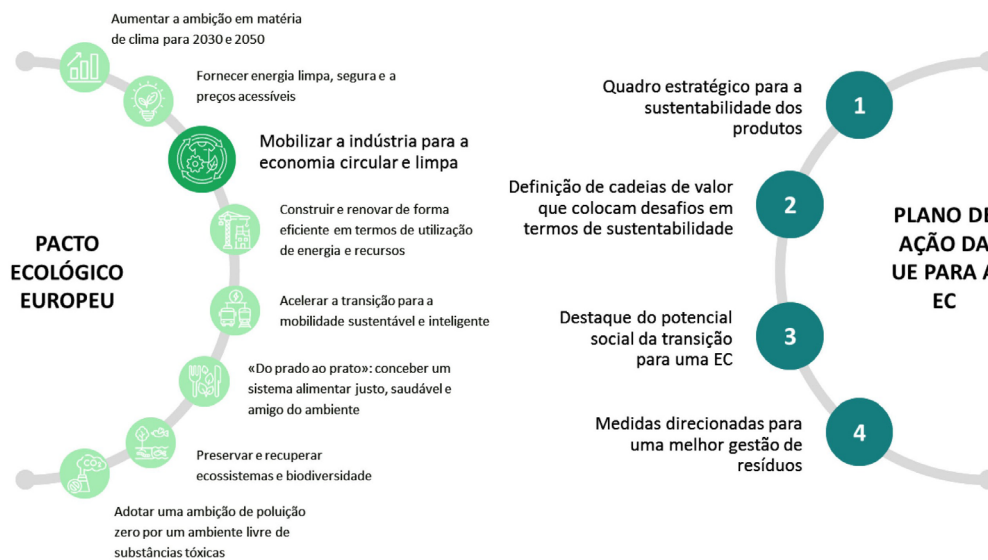 Aumentar a ambição em matéria
de clima para 2030 e 2050
Fornecer energia limpa, segura e a
preços acessíveis
Mobilizar a indústria para a
economia circular e limpa
Construir e renovar de forma
eficiente em termos de utilização
de energia e recursos
PACTO
ECOLÓGICO
EUROPEU
Acelerar a transição para a
mobilidade sustentável e inteligente
«Do prado ao prato»: conceber um
sistema alimentar justo, saudável e
amigo do ambiente
Preservar e recuperar
ecossistemas e biodiversidade
CO₂
Adotar uma ambição de poluição
zero por um ambiente livre de
substâncias tóxicas
Quadro estratégico para a
sustentabilidade dos
produtos
1
Definição de cadeias de valor
que colocam desafios em
termos de sustentabilidade
2
Destaque do potencial
social da transição
para uma EC
3
Medidas direcionadas para
uma melhor gestão de
resíduos
4
PLANO DE
AÇÃO DA
UE PARA A
EC